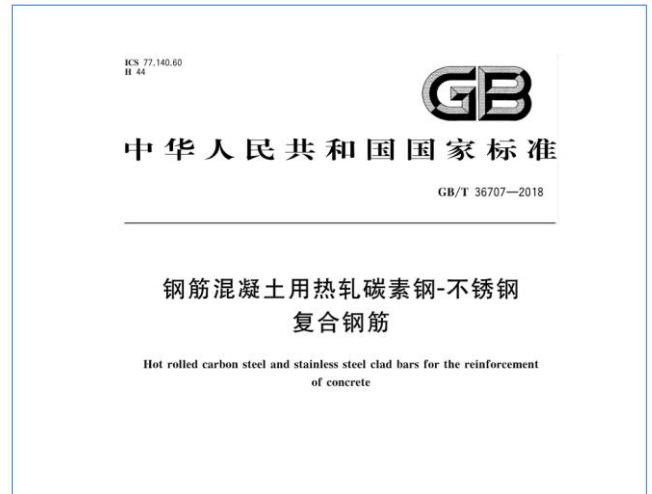 ICS 77.140.60
H 44
GB
中华人民共和国国家标准
GB/T 36707—2018
钢筋混凝土用热轧碳素钢-不锈钢
复合钢筋
Hot rolled carbon steel and stainless steel clad bars for the reinforcement
of concrete